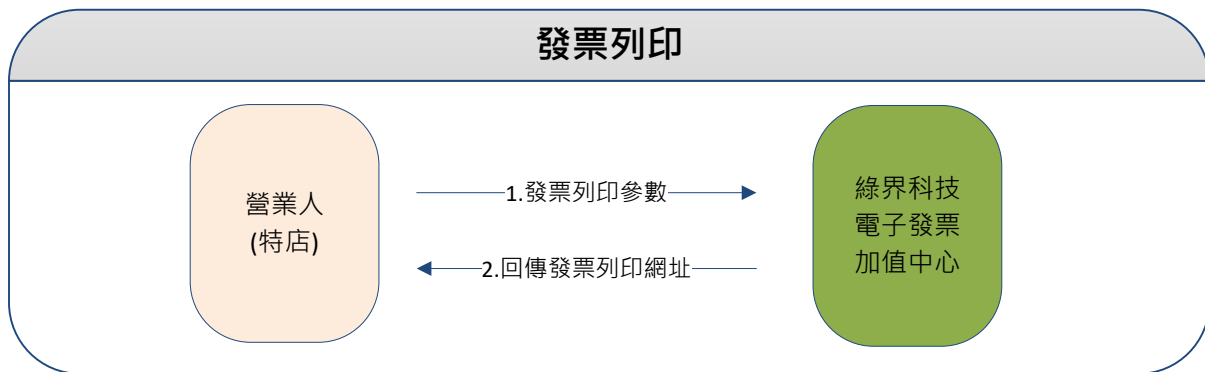 發票列印
營業人
(特店)
1.發票列印參數
2.回傳發票列印網址
綠界科技
電子發票
加值中心